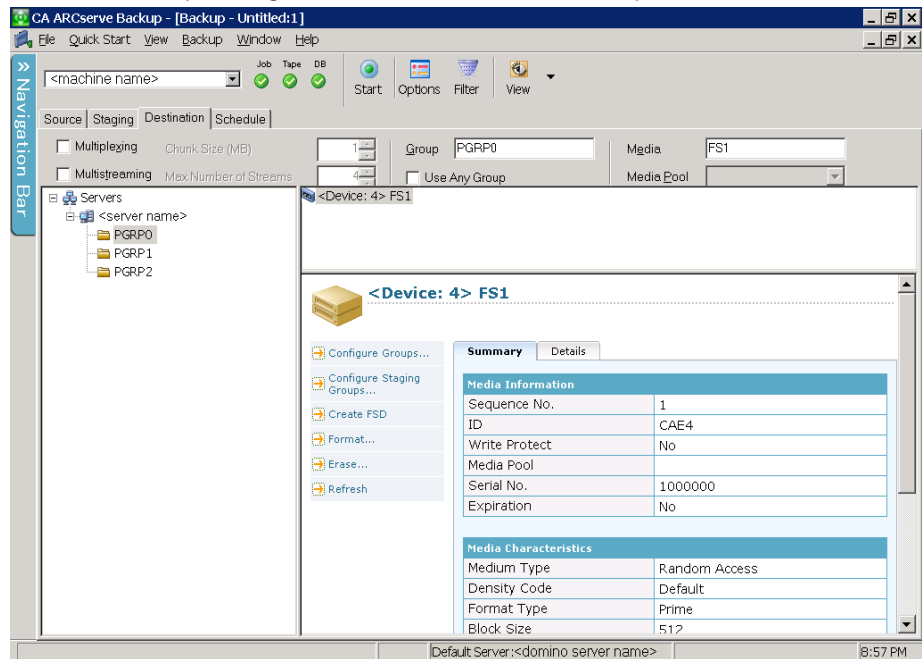 CA ARCserve Backup - [Backup - Untitled:1]
File Quick Start View Backup Window Help
Job Tape DB
<machine name>
Start Options Filter View
Source Staging Destination Schedule
Multiplexing Chunk Size (MB) 1 Group PGRP0 Media FS1
Multistreaming Max Number of Streams 4 Use Any Group Media Pool
» Navigation Bar
Servers
<server name>
PGRP0
PGRP1
PGRP2
<Device: 4> FS1
<Device: 4> FS1
Configure Groups...
Configure Staging
Groups...
Create FSD
Format...
Erase...
Refresh
Summary Details
Media Information
Sequence No. 1
ID CAE4
Write Protect No
Media Pool
Serial No. 1000000
Expiration No
Media Characteristics
Medium Type Random Access
Density Code Default
Format Type Prime
Block Size 512
Default Server:<domino server name> 8:57 PM